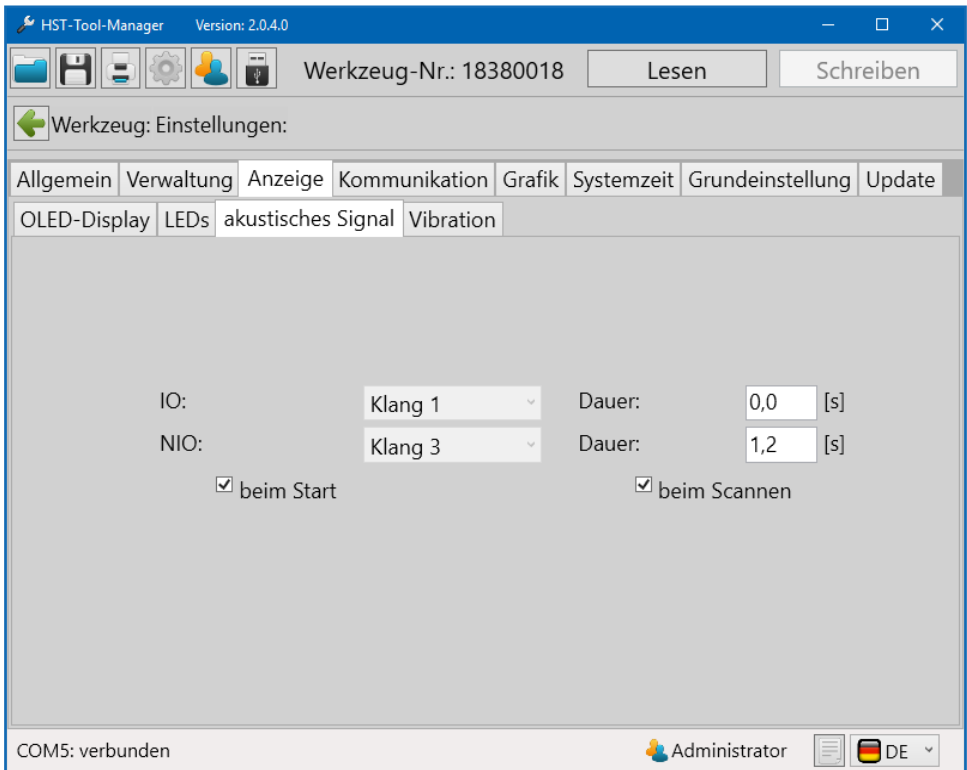 HST-Tool-Manager Version: 2.0.4.0
Werkzeug-Nr.: 18380018 Lesen Schreiben
Werkzeug: Einstellungen:
Allgemein Verwaltung Anzeige Kommunikation Grafik Systemzeit Grundeinstellung Update
OLED-Display LEDs akustisches Signal Vibration
IO: Klang 1 Dauer: 0,0 [s]
NIO: Klang 3 Dauer: 1,2 [s]
beim Start beim Scannen
COM5: verbunden Administrator DE